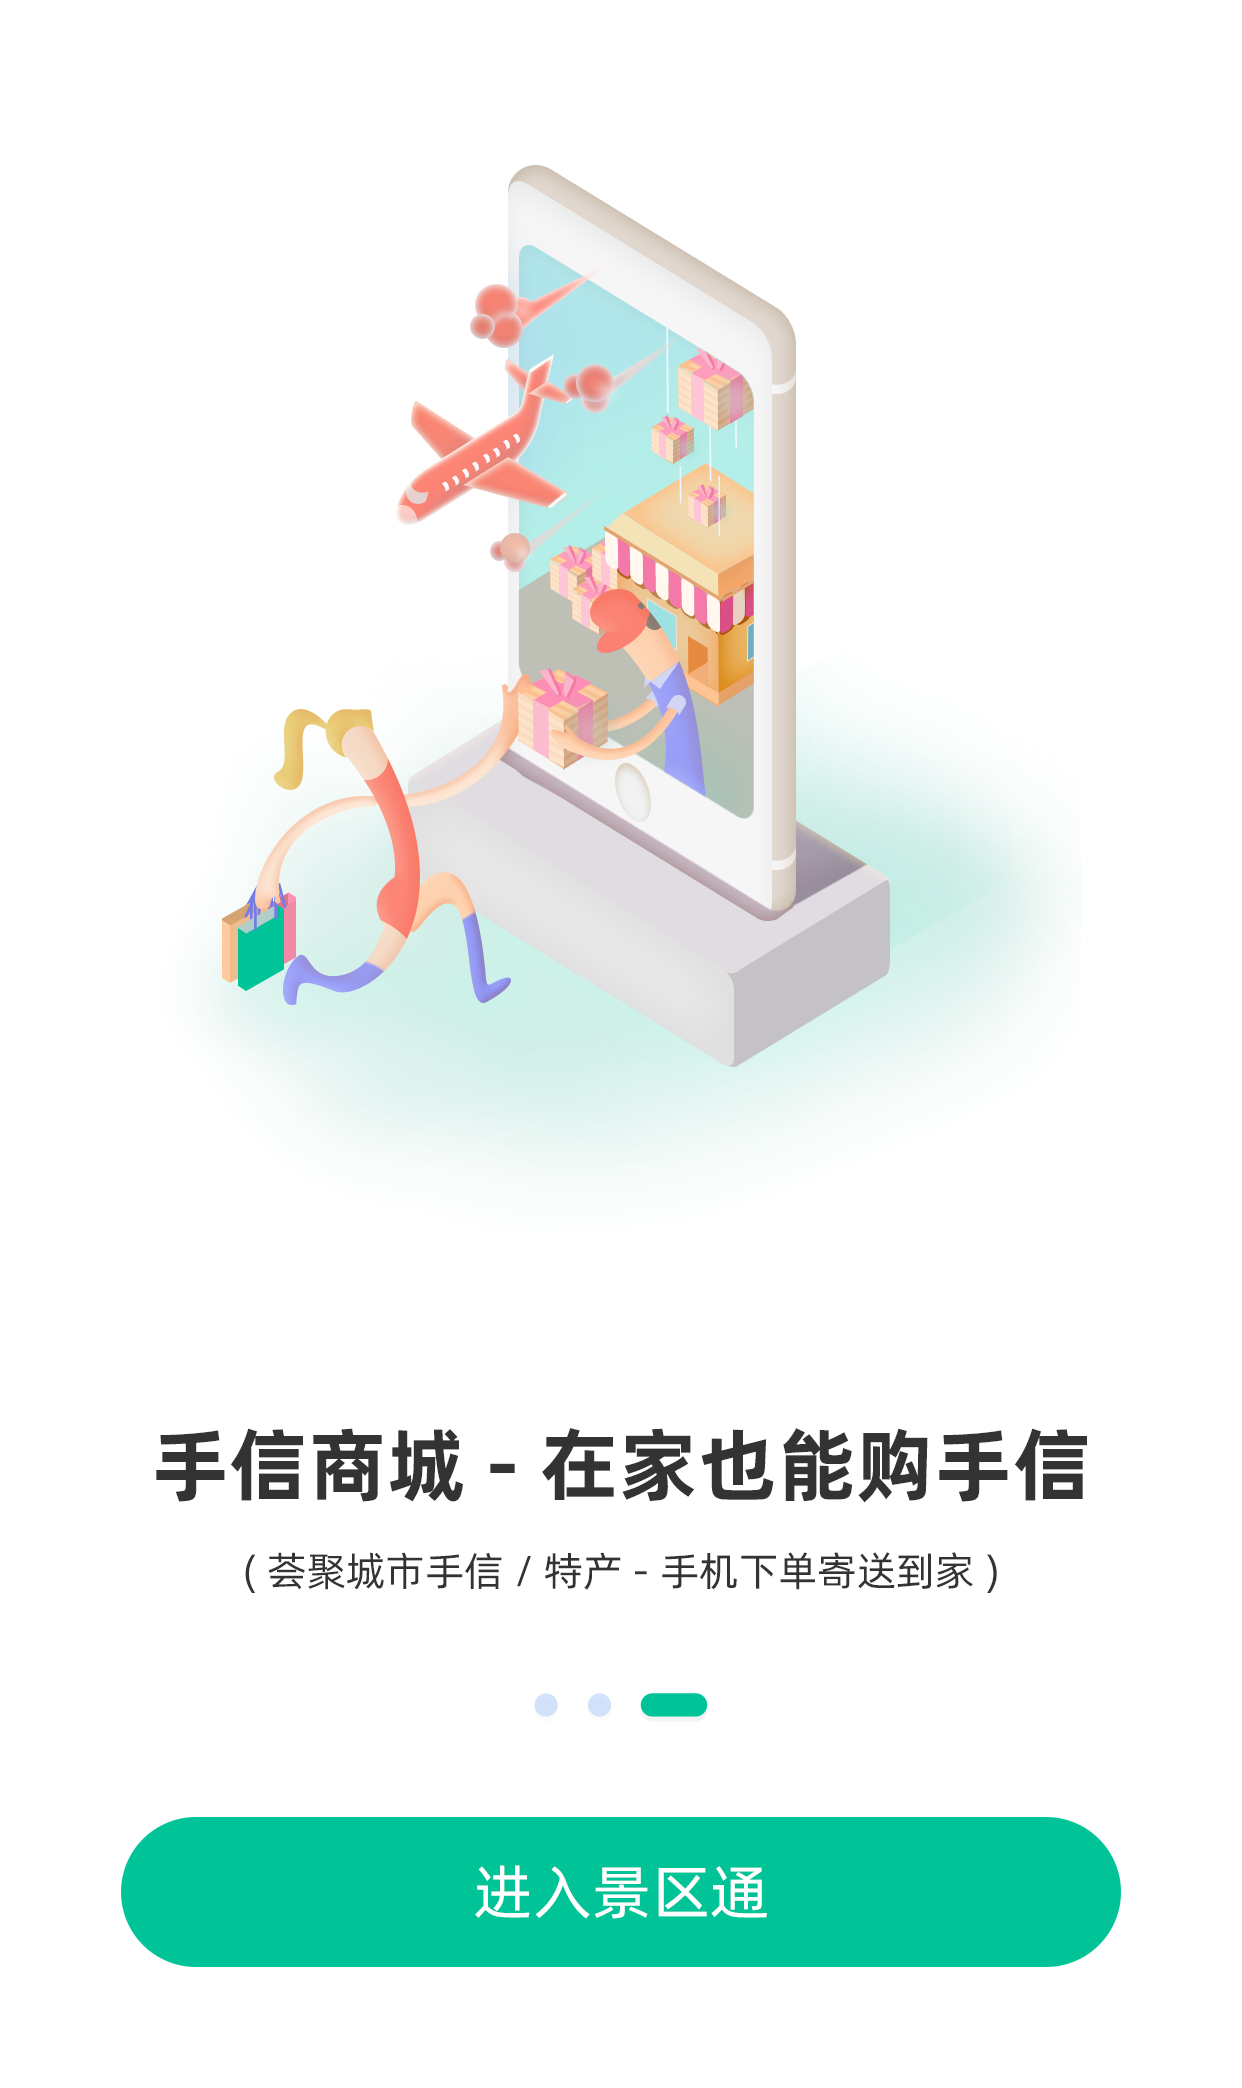 手信商城 - 在家也能购手信
( 荟聚城市手信 / 特产 - 手机下单寄送到家 )
进入景区通